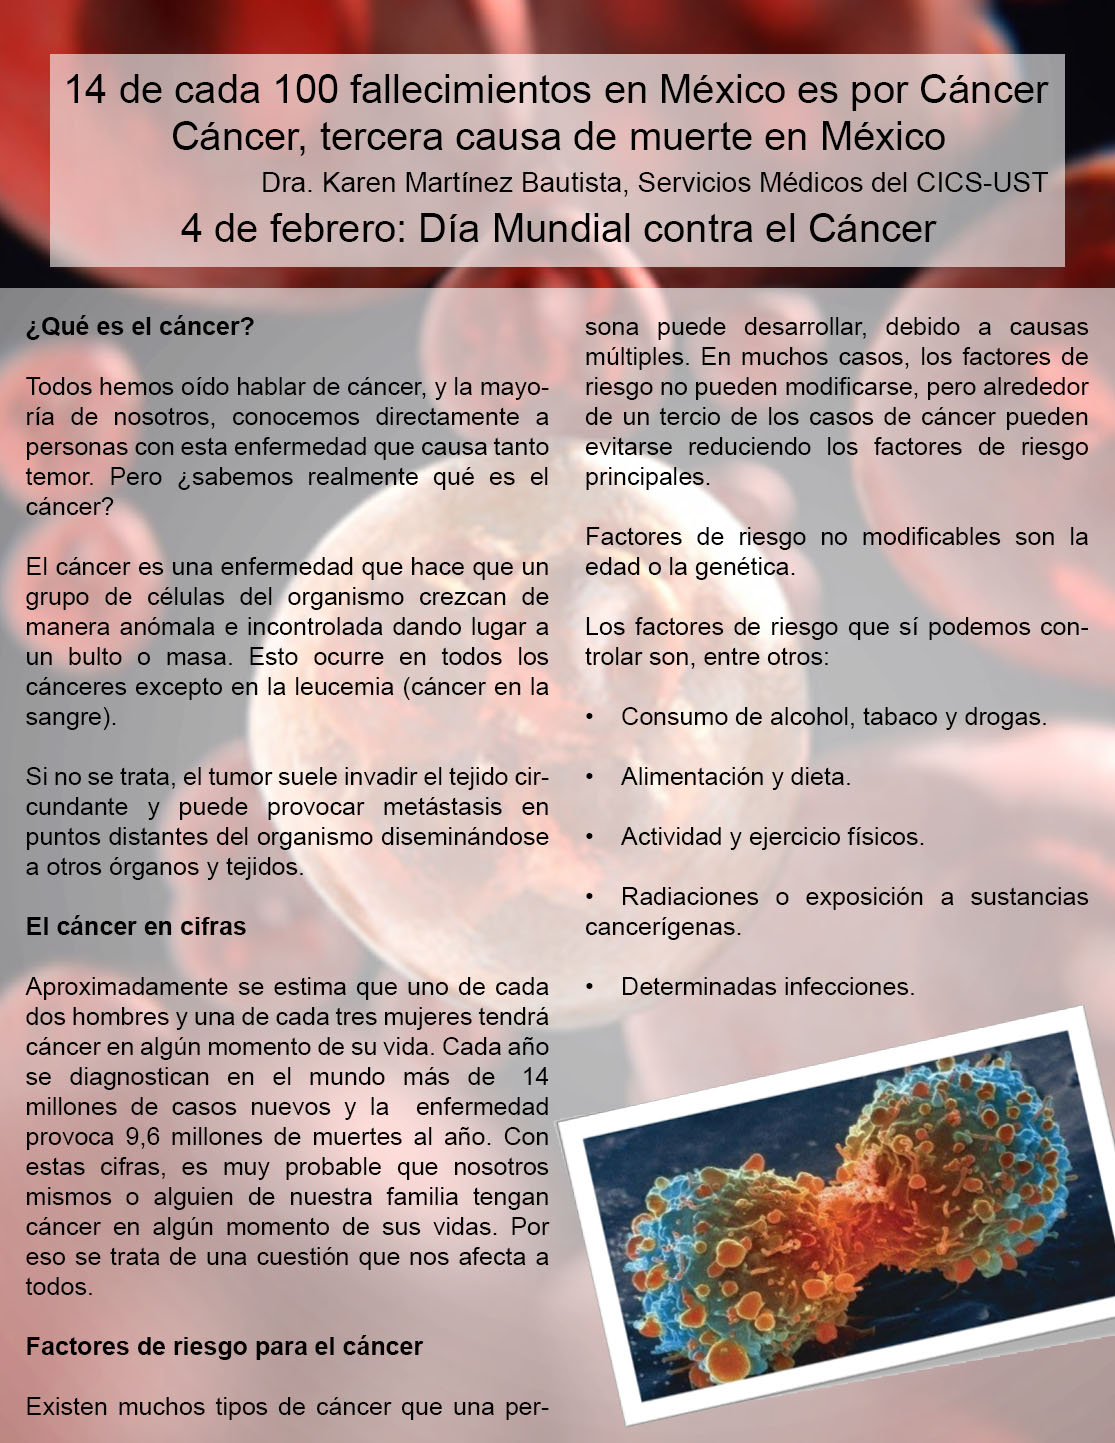 14 de cada 100 fallecimientos en México es por Cáncer
Cáncer, tercera causa de muerte en México
Dra. Karen Martínez Bautista, Servicios Médicos del CICS-UST
4 de febrero: Día Mundial contra el Cáncer
¿Qué es el cáncer?
Todos hemos oído hablar de cáncer, y la mayo-
ría de nosotros, conocemos directamente a
personas con esta enfermedad que causa tanto
temor. Pero ¿sabemos realmente qué es el
cáncer?
El cáncer es una enfermedad que hace que un
grupo de células del organismo crezcan de
manera anómala e incontrolada dando lugar a
un bulto o masa. Esto ocurre en todos los
cánceres excepto en la leucemia (cáncer en la
sangre).
Si no se trata, el tumor suele invadir el tejido cir-
cundante y puede provocar metástasis en
puntos distantes del organismo diseminándose
a otros órganos y tejidos.
El cáncer en cifras
Aproximadamente se estima que uno de cada
dos hombres y una de cada tres mujeres tendrá
cáncer en algún momento de su vida. Cada año
se diagnostican en el mundo más de 14
millones de casos nuevos y la enfermedad
provoca 9,6 millones de muertes al año. Con
estas cifras, es muy probable que nosotros
mismos o alguien de nuestra familia tengan
cáncer en algún momento de sus vidas. Por
eso se trata de una cuestión que nos afecta a
todos.
Factores de riesgo para el cáncer
Existen muchos tipos de cáncer que una per-
sona puede desarrollar, debido a causas
múltiples. En muchos casos, los factores de
riesgo no pueden modificarse, pero alrededor
de un tercio de los casos de cáncer pueden
evitarse reduciendo los factores de riesgo
principales.
Factores de riesgo no modificables son la
edad o la genética.
Los factores de riesgo que sí podemos con-
trolar son, entre otros:
• Consumo de alcohol, tabaco y drogas.
• Alimentación y dieta.
• Actividad y ejercicio físicos.
• Radiaciones o exposición a sustancias
cancerígenas.
• Determinadas infecciones.